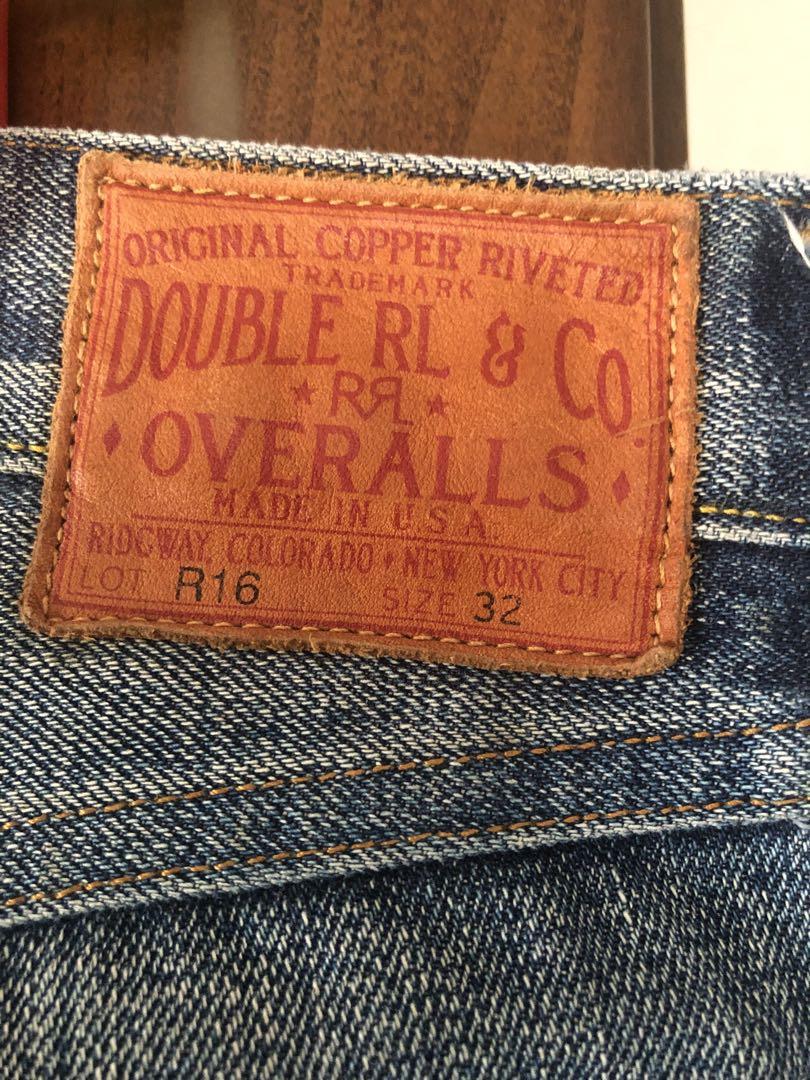 ORIGINAL COPPER RIVETED
TRADEMARK
DOUBLE RL & Co.
RRL
OVERALLS
MADE IN U.S.A.
RIDGWAY, COLORADO • NEW YORK CITY
LOT R16 SIZE 32